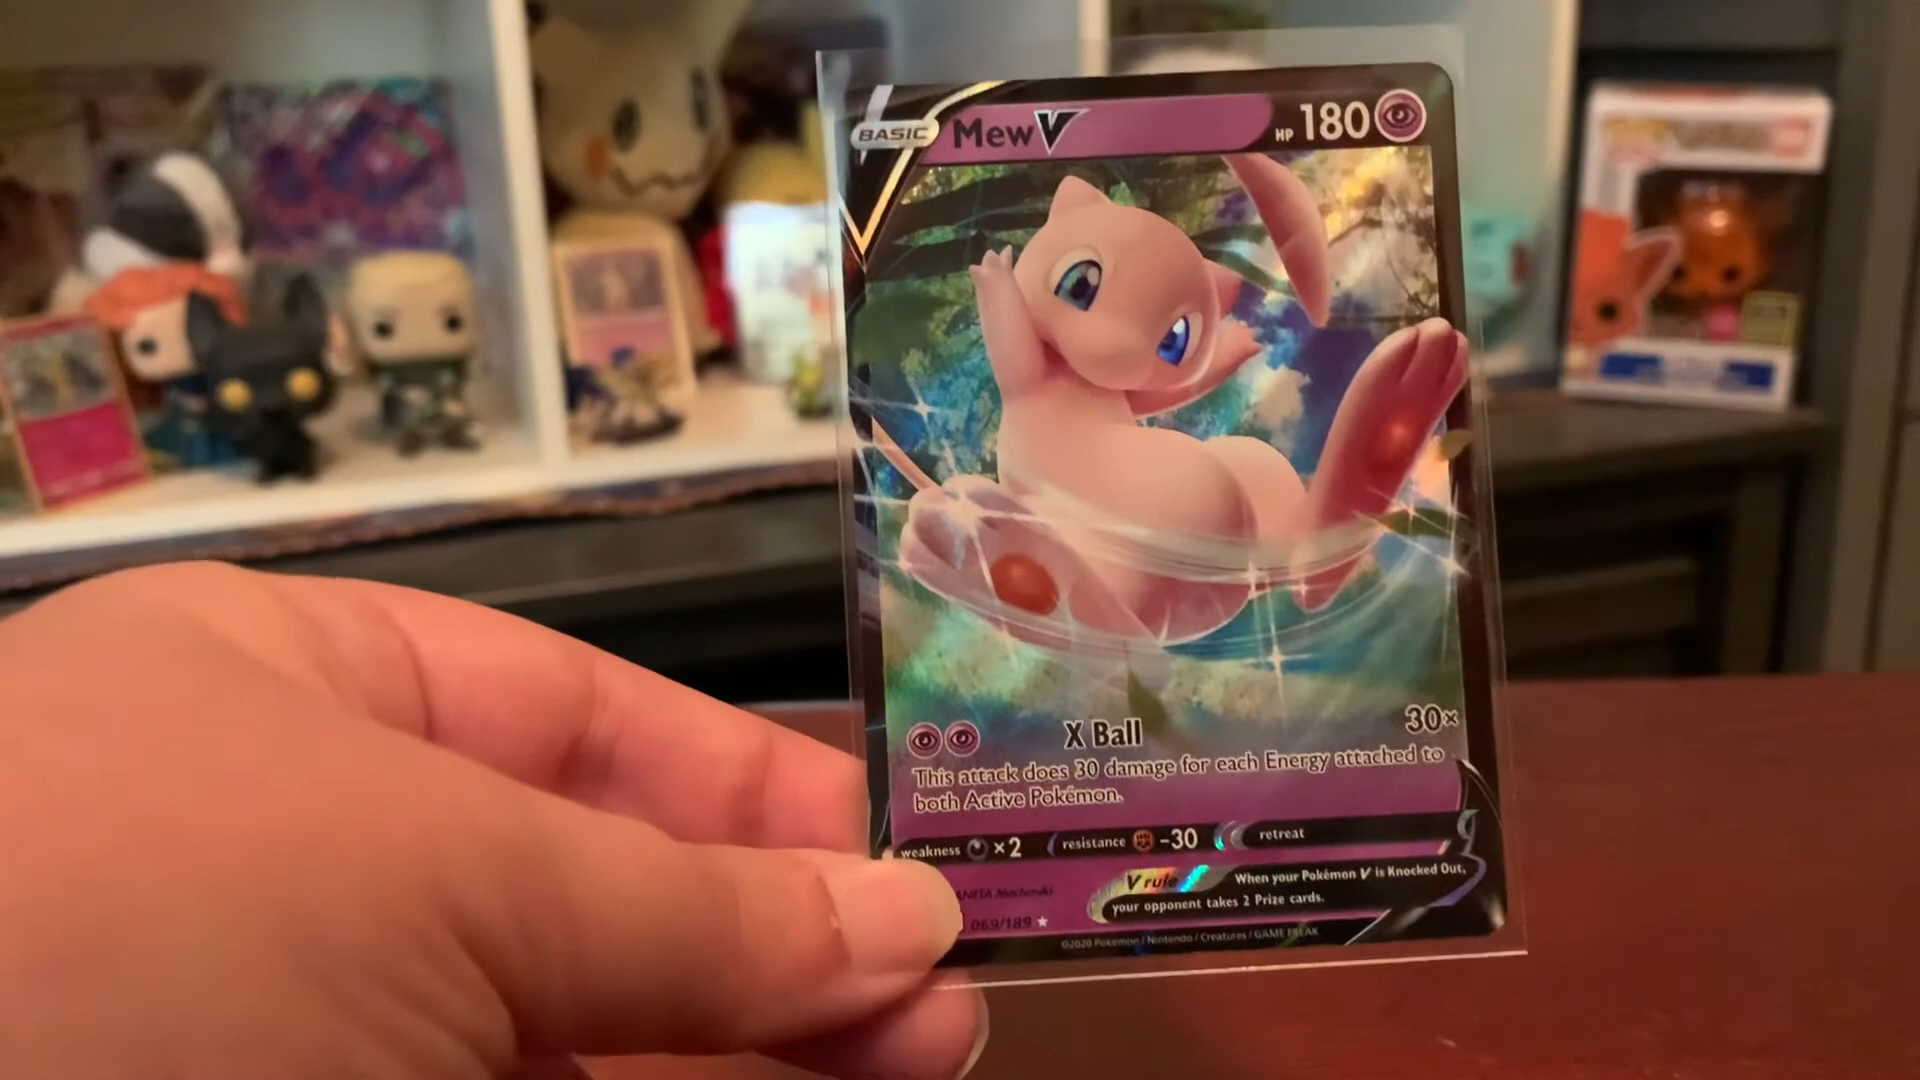 BASIC Mew V HP 180
X Ball 30×
This attack does 30 damage for each Energy attached to
both Active Pokémon.
weakness ×2 resistance -30 retreat
V rule When your Pokémon V is Knocked Out,
your opponent takes 2 Prize cards.
Mochizuki
069/189
©2020 Pokémon / Nintendo / Creatures / GAME FREAK